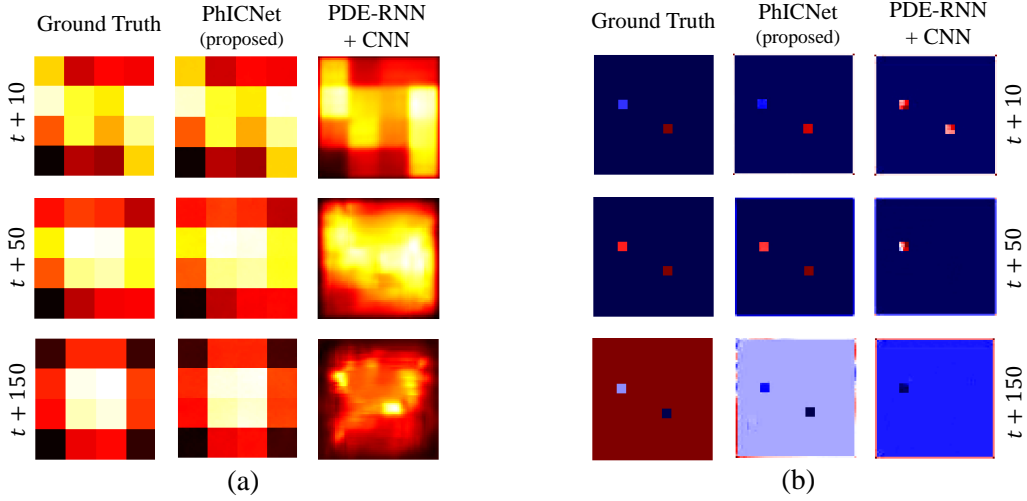 Ground Truth
PhICNet
(proposed)
PDE-RNN
+ CNN
t + 10
t + 50
t + 150
(a)
Ground Truth
PhICNet
(proposed)
PDE-RNN
+ CNN
t + 10
t + 50
t + 150
(b)